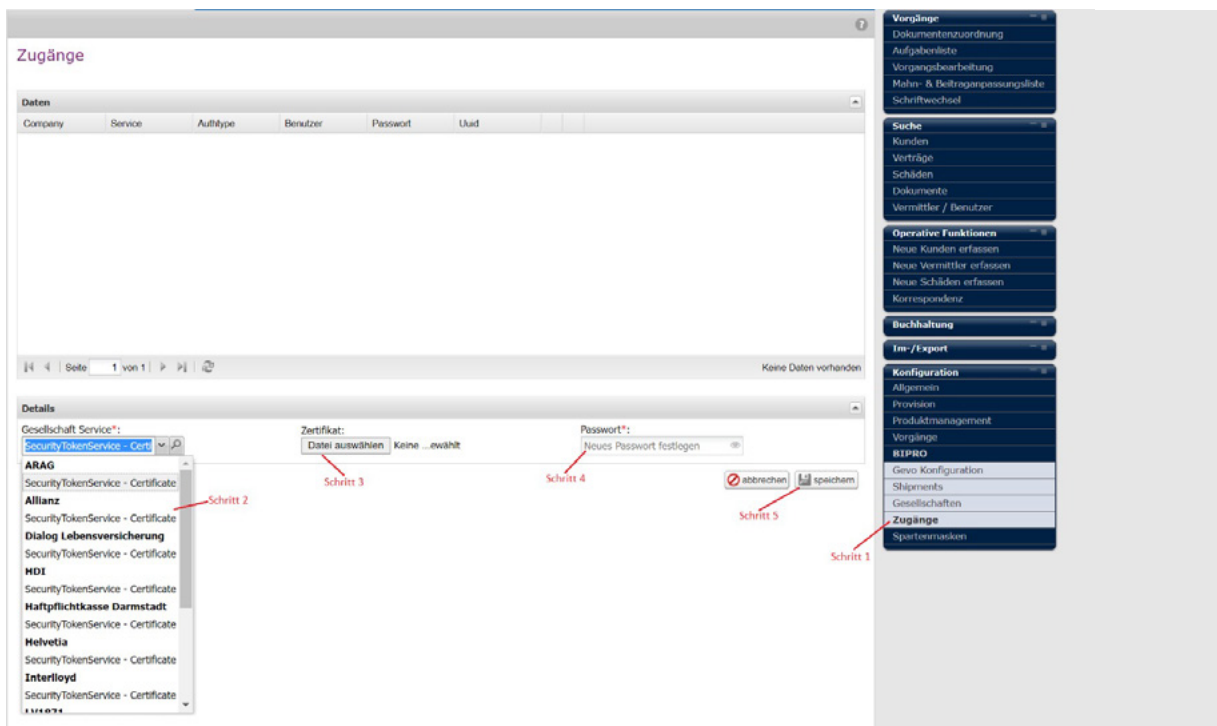 Zugänge
Daten
Company Service Authtype Benutzer Passwort Uuid
Seite 1 von 1 Keine Daten vorhanden
Details
Gesellschaft Service*: Zertifikat: Passwort*:
SecurityTokenService - Certi Datei auswählen Keine ...ewählt Neues Passwort festlegen
ARAG
SecurityTokenService - Certificate
Allianz
SecurityTokenService - Certificate
Dialog Lebensversicherung
SecurityTokenService - Certificate
HDI
SecurityTokenService - Certificate
Haftpflichtkasse Darmstadt
SecurityTokenService - Certificate
Helvetia
SecurityTokenService - Certificate
Interlloyd
SecurityTokenService - Certificate
LV1871
Schritt 2
Schritt 3
Schritt 4
abbrechen speichern
Schritt 5
Schritt 1
Vorgänge
Dokumentenzuordnung
Aufgabenliste
Vorgangsbearbeitung
Mahn- & Beitraganpassungsliste
Schriftwechsel
Suche
Kunden
Verträge
Schäden
Dokumente
Vermittler / Benutzer
Operative Funktionen
Neue Kunden erfassen
Neue Vermittler erfassen
Neue Schäden erfassen
Korrespondenz
Buchhaltung
Im-/Export
Konfiguration
Allgemein
Provision
Produktmanagement
Vorgänge
BIPRO
Gevo Konfiguration
Shipments
Gesellschaften
Zugänge
Spartenmasken